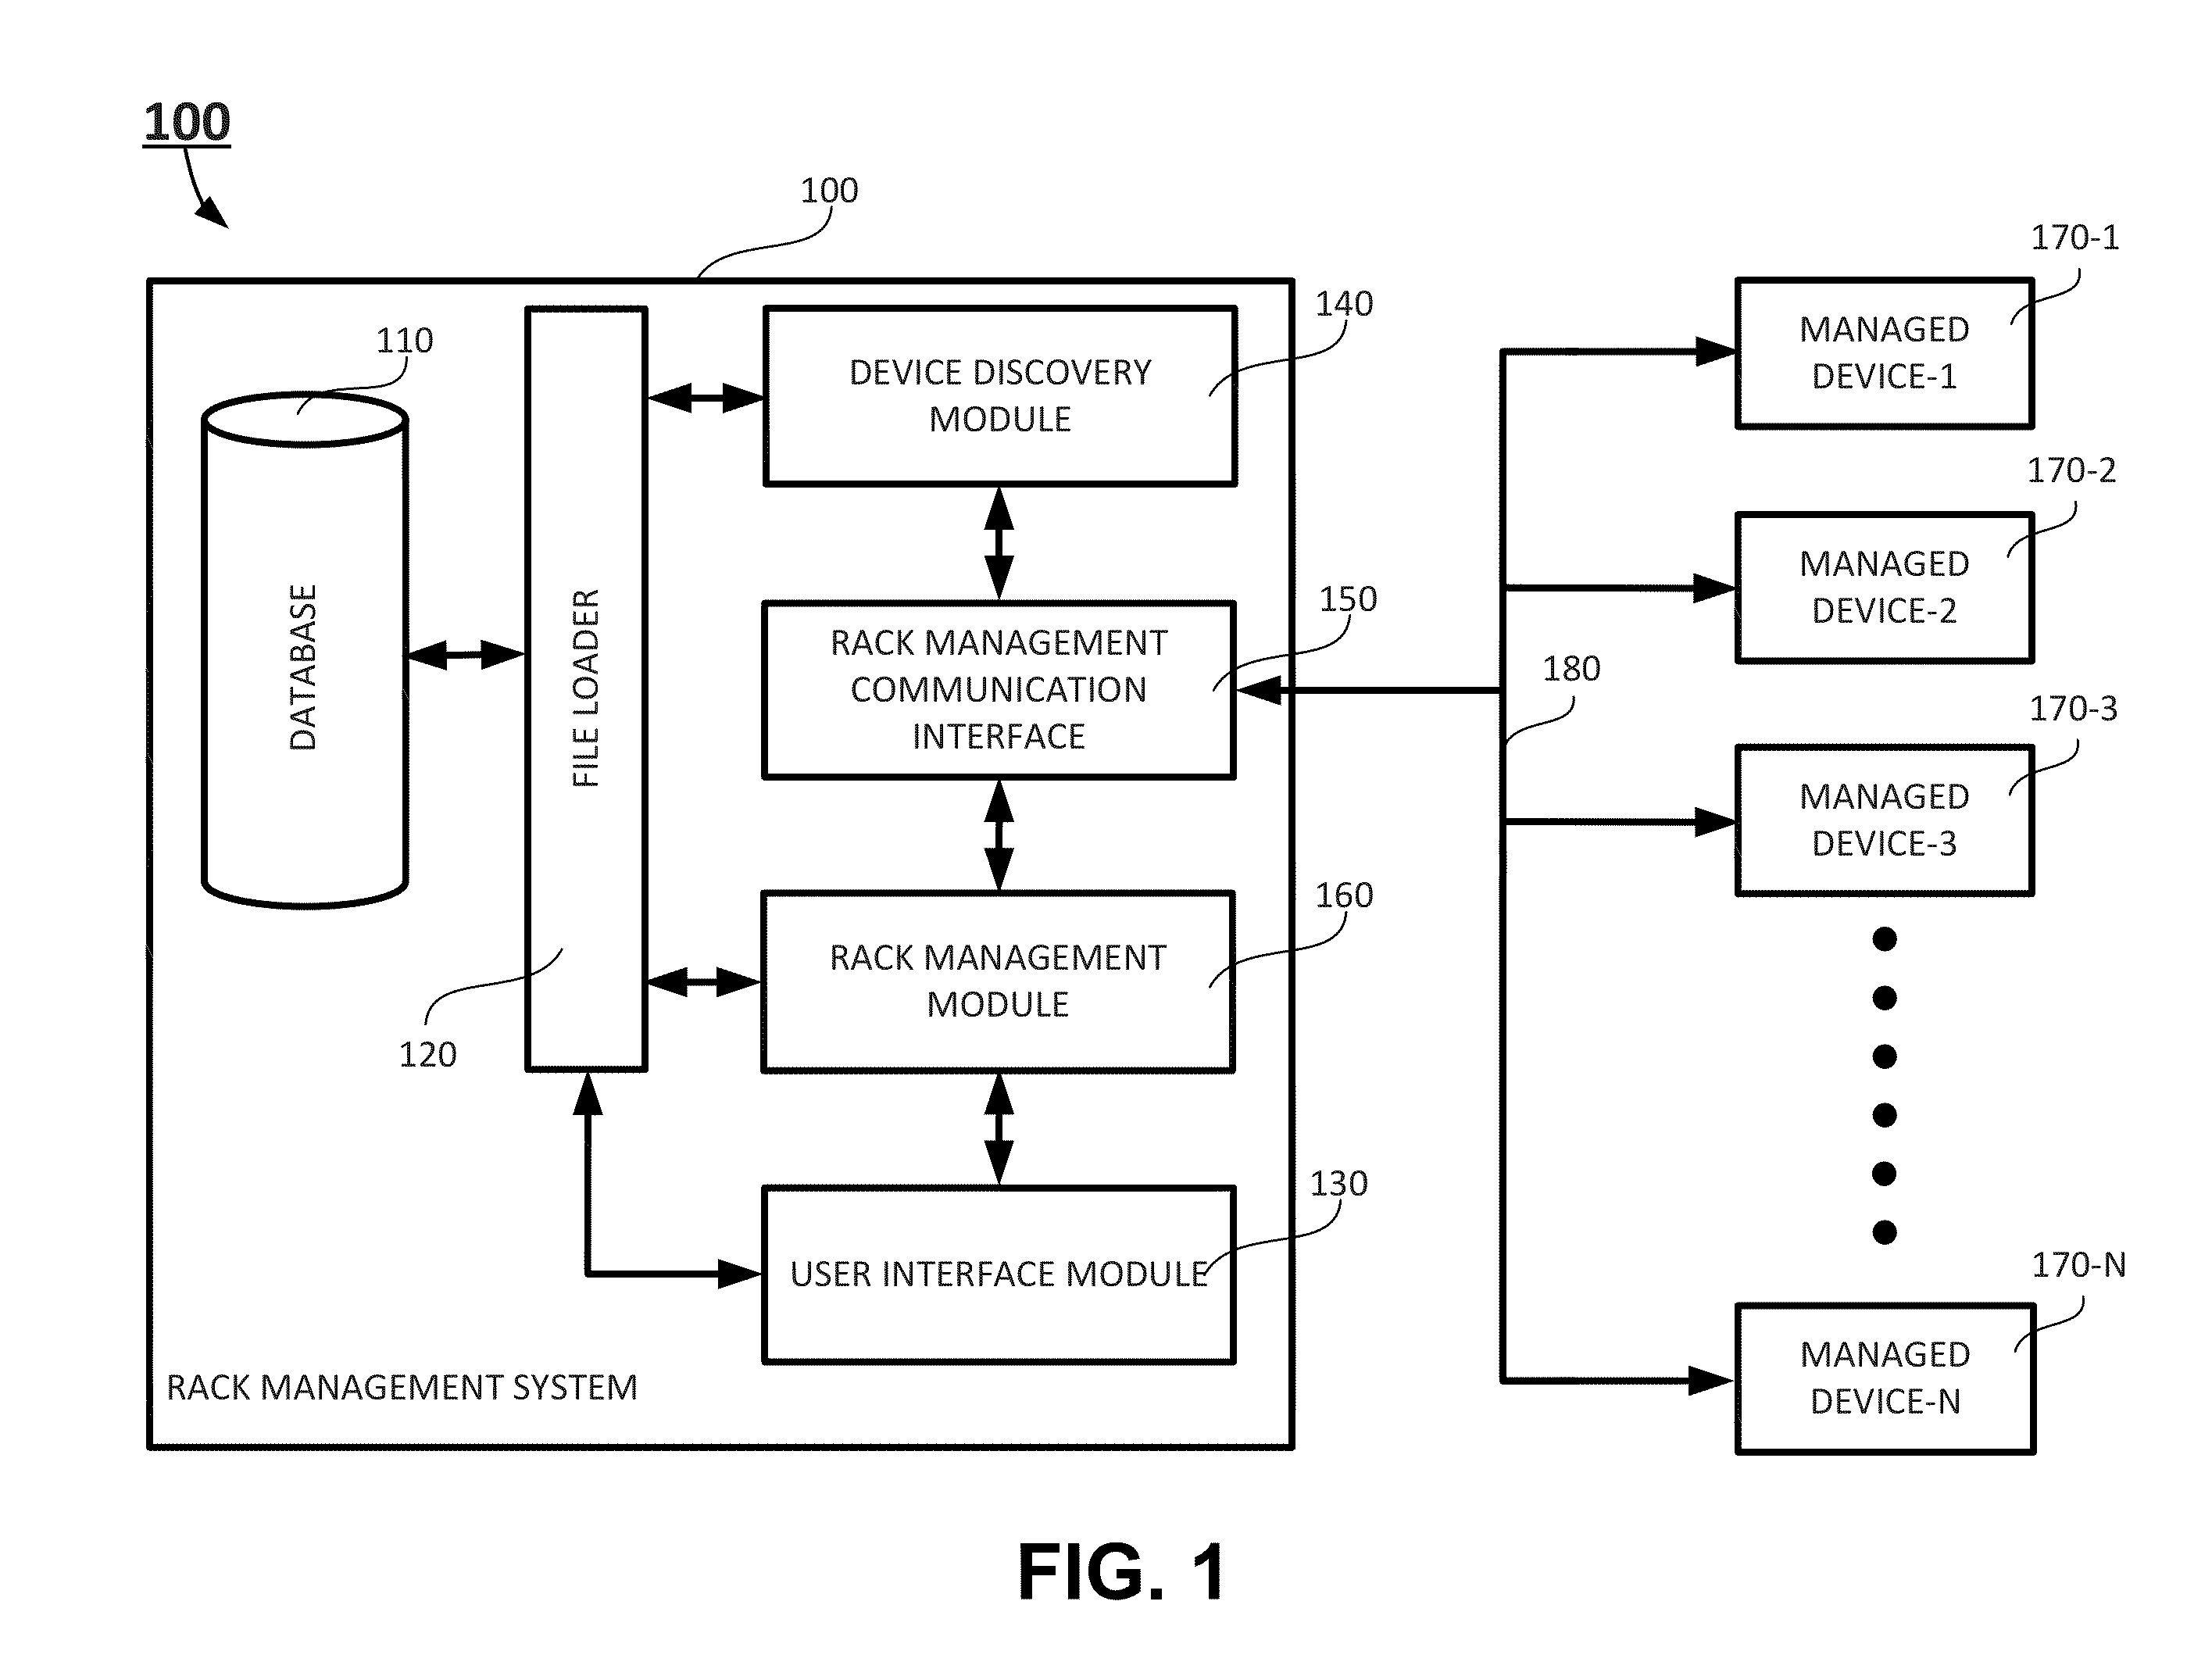 100
100
110
DATABASE
FILE LOADER
120
140
DEVICE DISCOVERY
MODULE
150
RACK MANAGEMENT
COMMUNICATION
INTERFACE
160
RACK MANAGEMENT
MODULE
130
USER INTERFACE MODULE
RACK MANAGEMENT SYSTEM
180
170-1
MANAGED
DEVICE-1
170-2
MANAGED
DEVICE-2
170-3
MANAGED
DEVICE-3
170-N
MANAGED
DEVICE-N
FIG. 1